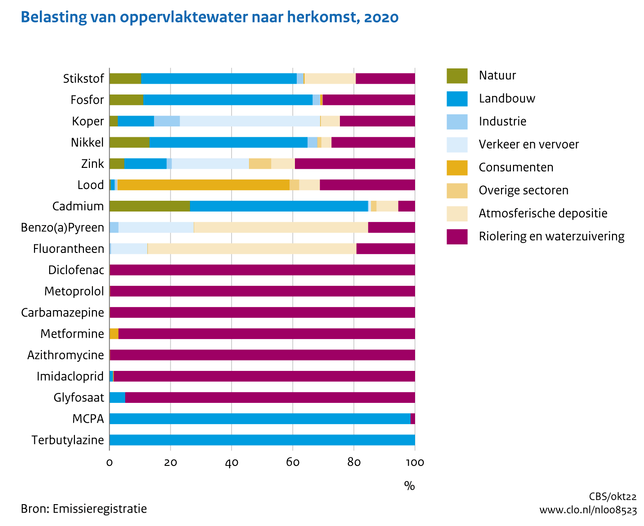 Belasting van oppervlaktewater naar herkomst, 2020
Stikstof
Fosfor
Koper
Nikkel
Zink
Lood
Cadmium
Benzo(a)Pyreen
Fluorantheen
Diclofenac
Metoprolol
Carbamazepine
Metformine
Azithromycine
Imidacloprid
Glyfosaat
MCPA
Terbutylazine
0 20 40 60 80 100
%
Natuur
Landbouw
Industrie
Verkeer en vervoer
Consumenten
Overige sectoren
Atmosferische depositie
Riolering en waterzuivering
Bron: Emissieregistratie
CBS/okt22
www.clo.nl/nl008523